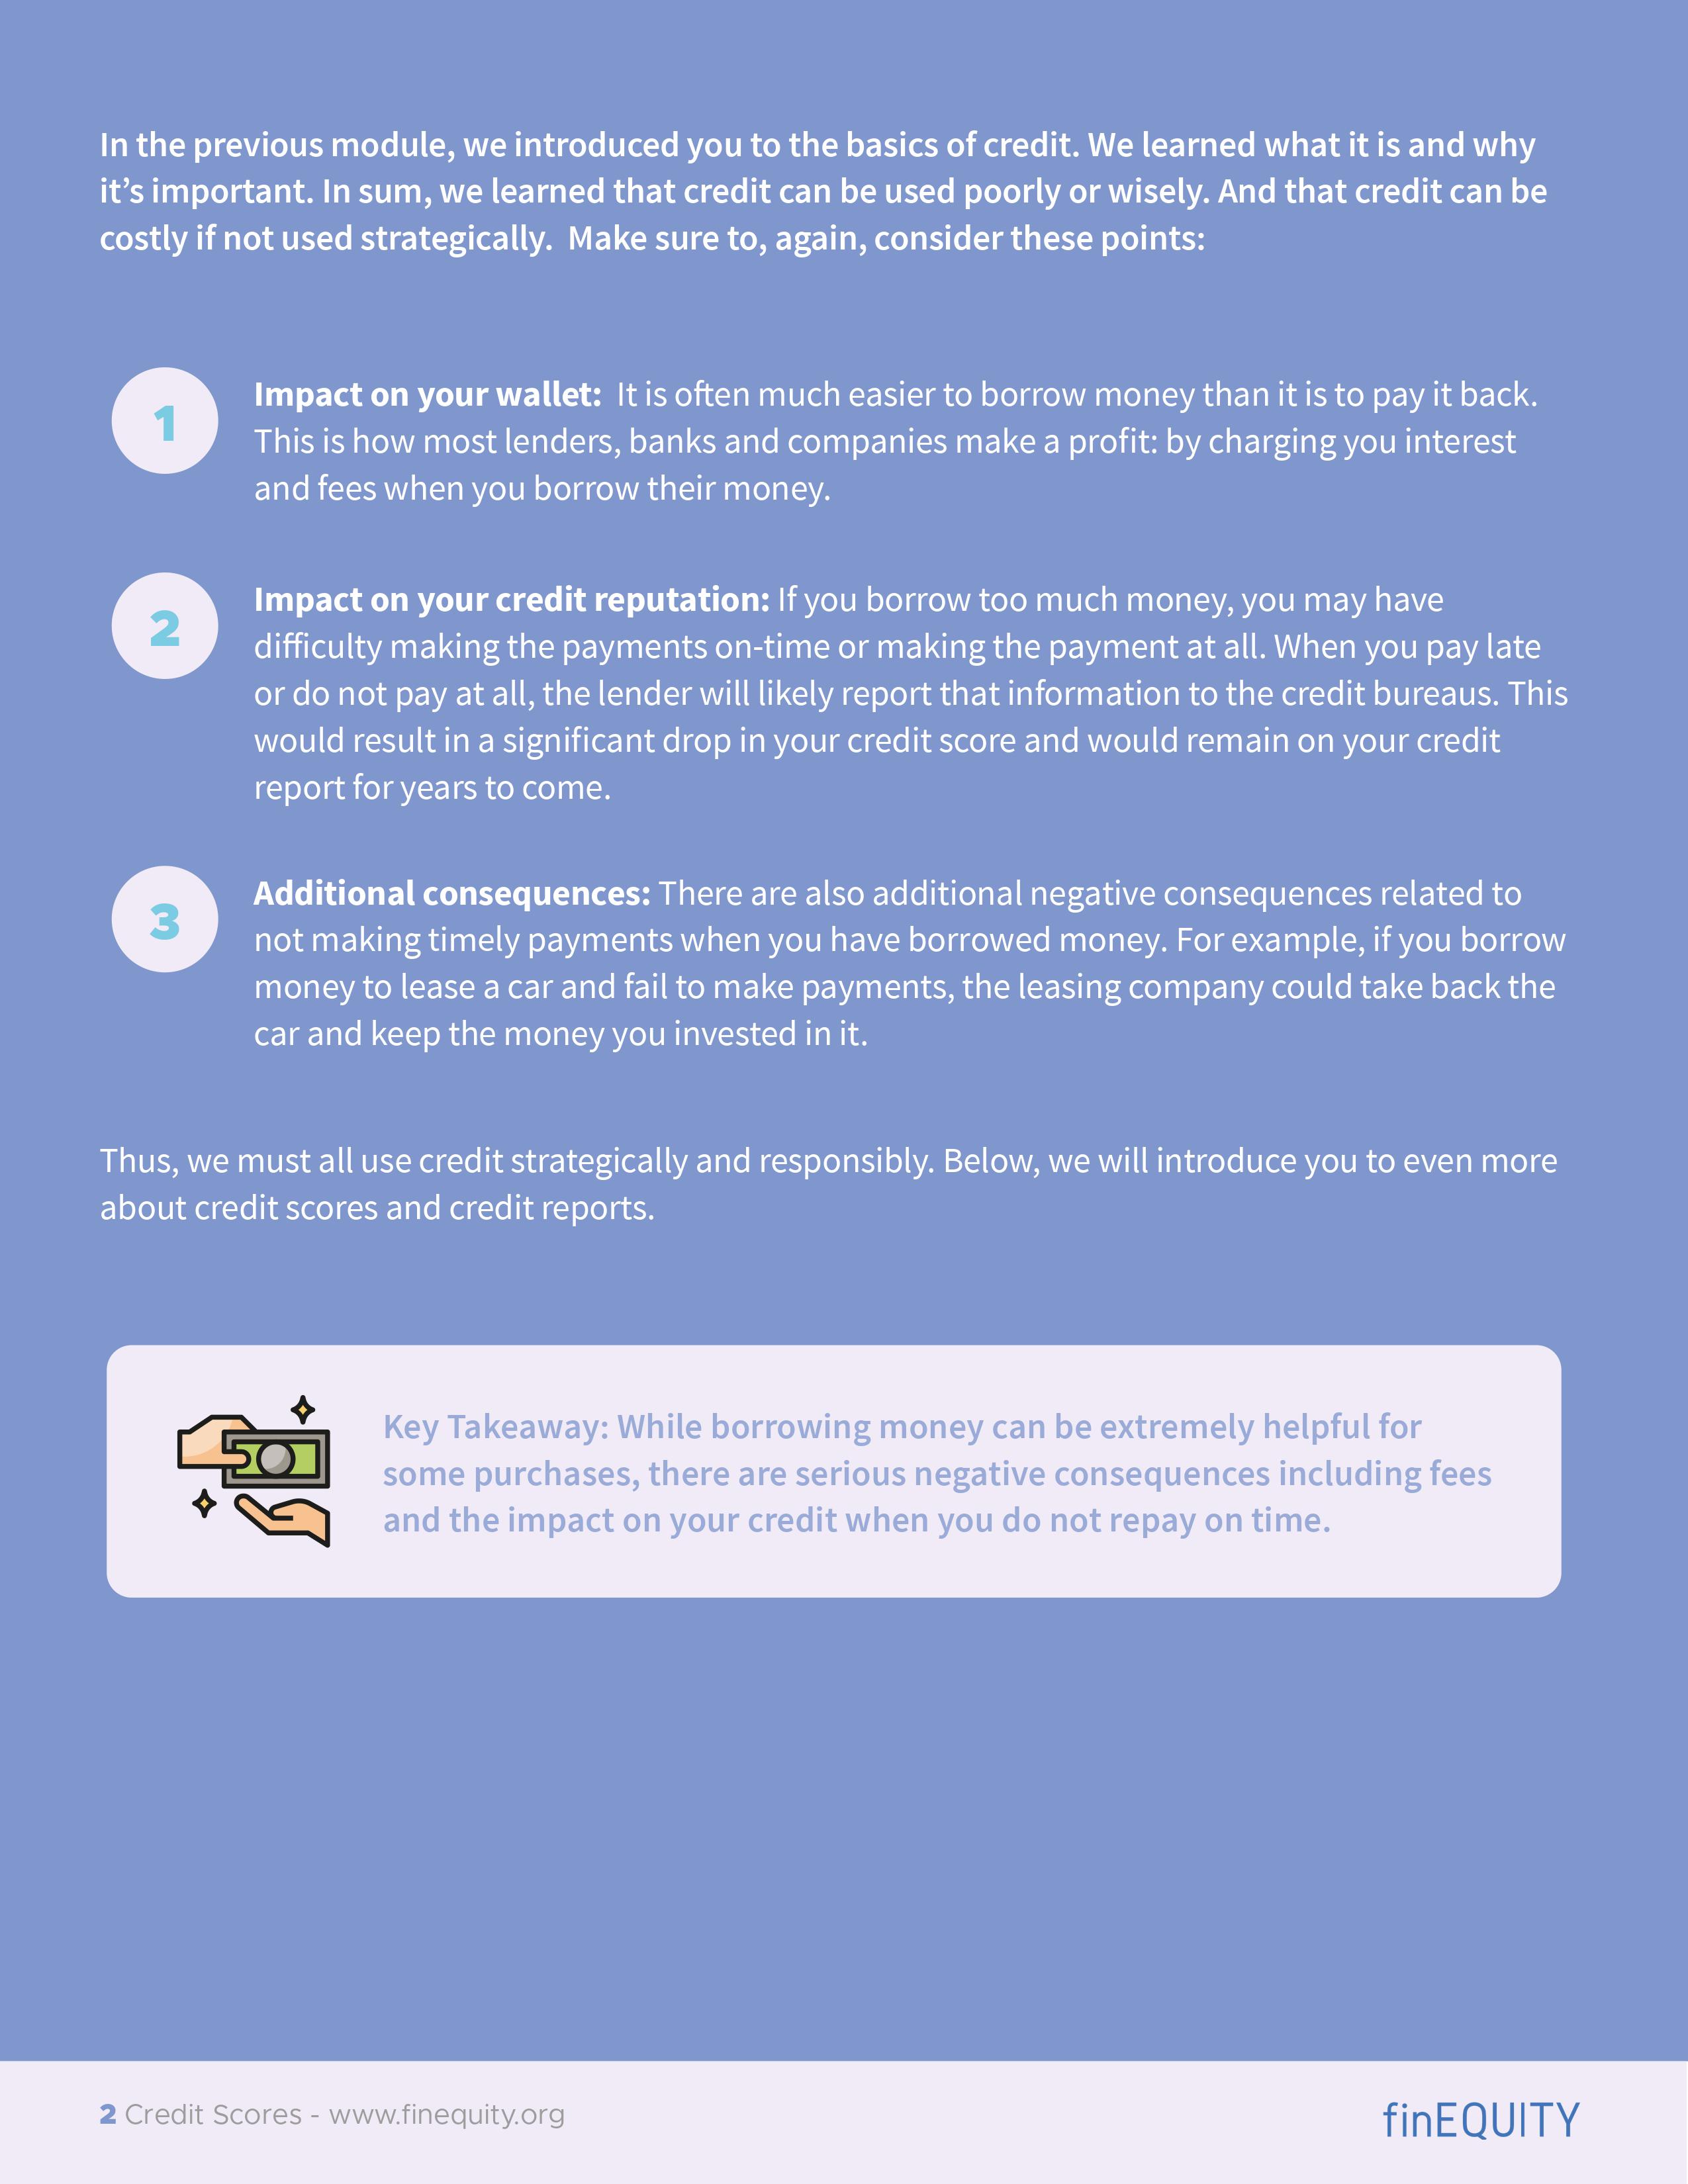 In the previous module, we introduced you to the basics of credit. We learned what it is and why
it’s important. In sum, we learned that credit can be used poorly or wisely. And that credit can be
costly if not used strategically.  Make sure to, again, consider these points:
1
Impact on your wallet:  It is often much easier to borrow money than it is to pay it back.
This is how most lenders, banks and companies make a profit: by charging you interest
and fees when you borrow their money.
2
Impact on your credit reputation: If you borrow too much money, you may have
difficulty making the payments on-time or making the payment at all. When you pay late
or do not pay at all, the lender will likely report that information to the credit bureaus. This
would result in a significant drop in your credit score and would remain on your credit
report for years to come.
3
Additional consequences: There are also additional negative consequences related to
not making timely payments when you have borrowed money. For example, if you borrow
money to lease a car and fail to make payments, the leasing company could take back the
car and keep the money you invested in it.
Thus, we must all use credit strategically and responsibly. Below, we will introduce you to even more
about credit scores and credit reports.
Key Takeaway: While borrowing money can be extremely helpful for
some purchases, there are serious negative consequences including fees
and the impact on your credit when you do not repay on time.
2 Credit Scores - www.finequity.org
finEQUITY